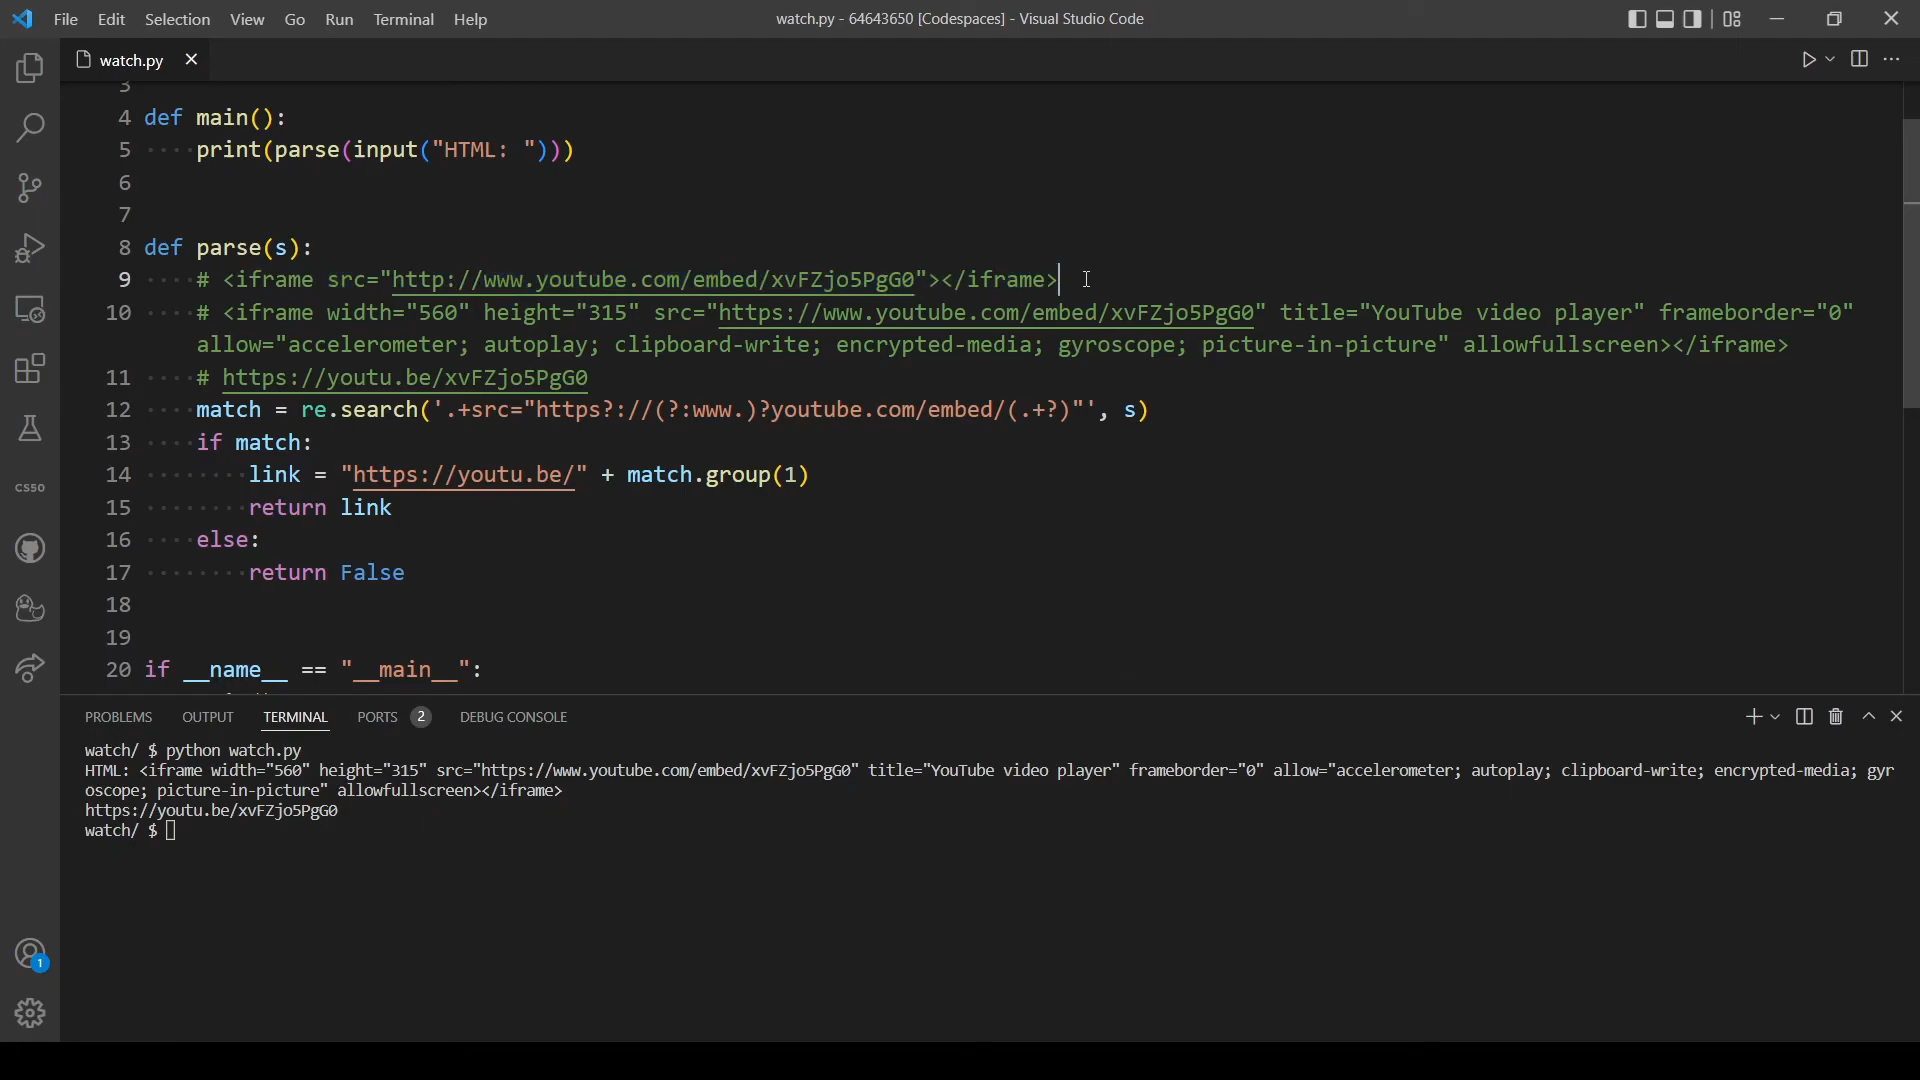 File Edit Selection View Go Run Terminal Help
watch.py - 64643650 [Codespaces] - Visual Studio Code
watch.py
3
4 def main():
5 print(parse(input("HTML: ")))
6
7
8 def parse(s):
9 # <iframe src="http://www.youtube.com/embed/xvFZjo5PgG0"></iframe>
10 # <iframe width="560" height="315" src="https://www.youtube.com/embed/xvFZjo5PgG0" title="YouTube video player" frameborder="0"
allow="accelerometer; autoplay; clipboard-write; encrypted-media; gyroscope; picture-in-picture" allowfullscreen></iframe>
11 # https://youtu.be/xvFZjo5PgG0
12 match = re.search('.+src="https?://(?:www.)?youtube.com/embed/(.+?)"', s)
13 if match:
14 link = "https://youtu.be/" + match.group(1)
15 return link
16 else:
17 return False
18
19
20 if __name__ == "__main__":
CS50
1
PROBLEMS OUTPUT TERMINAL PORTS 2 DEBUG CONSOLE
watch/ $ python watch.py
HTML: <iframe width="560" height="315" src="https://www.youtube.com/embed/xvFZjo5PgG0" title="YouTube video player" frameborder="0" allow="accelerometer; autoplay; clipboard-write; encrypted-media; gyr
oscope; picture-in-picture" allowfullscreen></iframe>
https://youtu.be/xvFZjo5PgG0
watch/ $